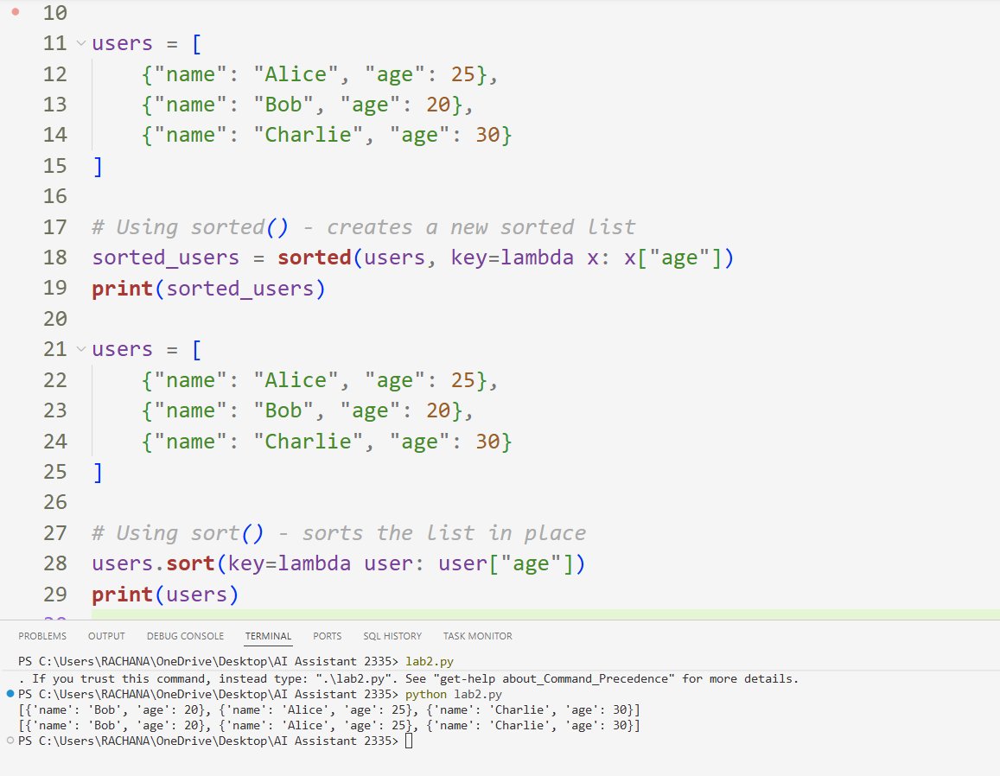 10
11 users = [
12     {"name": "Alice", "age": 25},
13     {"name": "Bob", "age": 20},
14     {"name": "Charlie", "age": 30}
15 ]
16
17 # Using sorted() - creates a new sorted list
18 sorted_users = sorted(users, key=lambda x: x["age"])
19 print(sorted_users)
20
21 users = [
22     {"name": "Alice", "age": 25},
23     {"name": "Bob", "age": 20},
24     {"name": "Charlie", "age": 30}
25 ]
26
27 # Using sort() - sorts the list in place
28 users.sort(key=lambda user: user["age"])
29 print(users)
PROBLEMS OUTPUT DEBUG CONSOLE TERMINAL PORTS SQL HISTORY TASK MONITOR
PS C:\Users\RACHANA\OneDrive\Desktop\AI Assistant 2335> lab2.py
. If you trust this command, instead type: ".\lab2.py". See "get-help about_Command_Precedence" for more details.
PS C:\Users\RACHANA\OneDrive\Desktop\AI Assistant 2335> python lab2.py
[{'name': 'Bob', 'age': 20}, {'name': 'Alice', 'age': 25}, {'name': 'Charlie', 'age': 30}]
[{'name': 'Bob', 'age': 20}, {'name': 'Alice', 'age': 25}, {'name': 'Charlie', 'age': 30}]
PS C:\Users\RACHANA\OneDrive\Desktop\AI Assistant 2335>